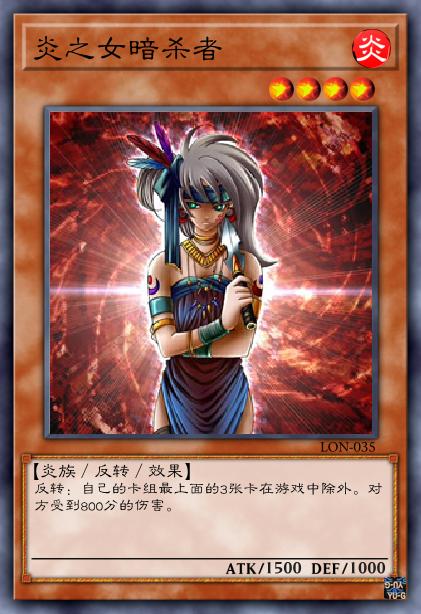 炎之女暗杀者
炎
LON-035
【炎族／反转／效果】
反转：自己的卡组最上面的3张卡在游戏中除外。对
方受到800分的伤害。
ATK/1500 DEF/1000